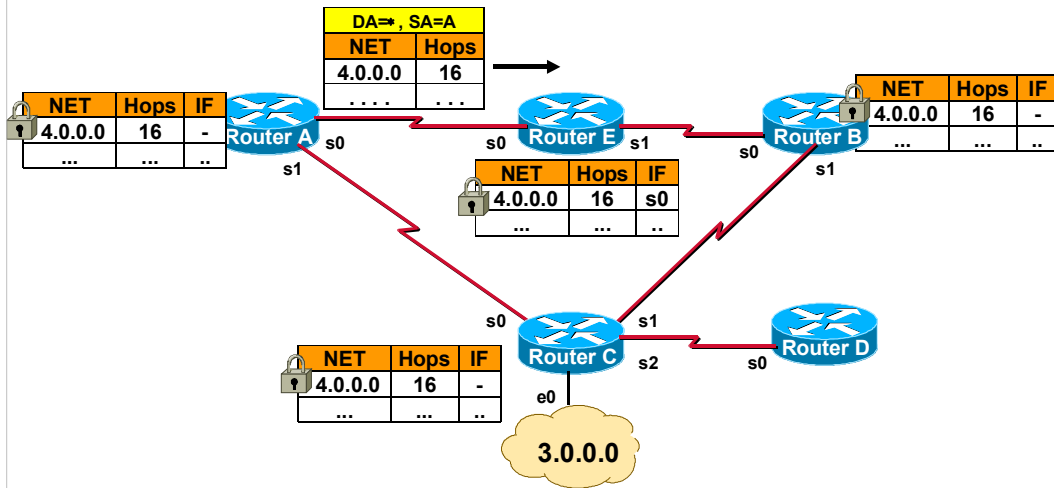 DA=*, SA=A
NET Hops
4.0.0.0 16
. . . . . . .
NET Hops IF
4.0.0.0 16 -
... ... ..
Router A
s0
s1
s0
Router E
s1
s0
Router B
s1
NET Hops IF
4.0.0.0 16 -
... ... ..
NET Hops IF
4.0.0.0 16 s0
... ... ..
s0
Router C
s1
s2
s0
Router D
NET Hops IF
4.0.0.0 16 -
... ... ..
e0
3.0.0.0